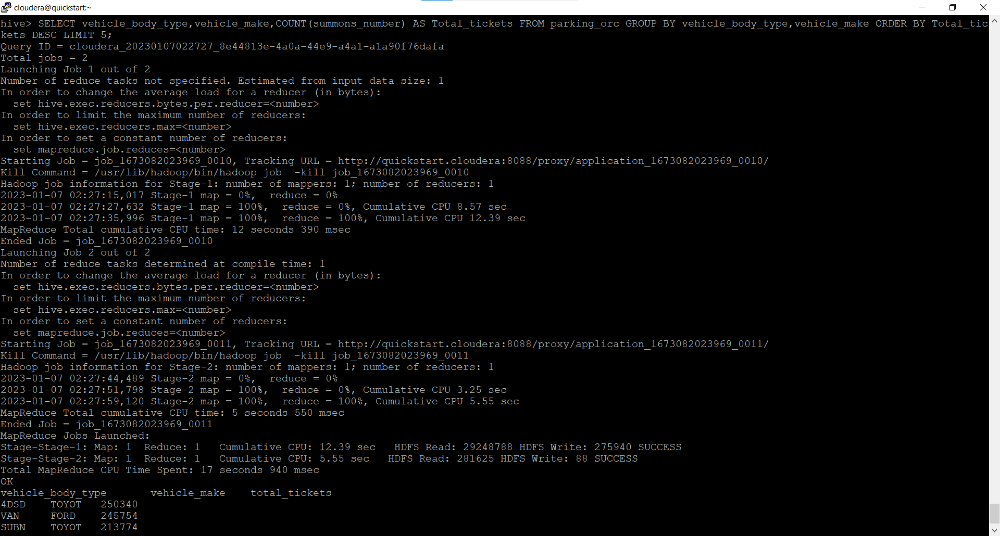 cloudera@quickstart:~
hive> SELECT vehicle_body_type,vehicle_make,COUNT(summons_number) AS Total_tickets FROM parking_orc GROUP BY vehicle_body_type,vehicle_make ORDER BY Total_tic
kets DESC LIMIT 5;
Query ID = cloudera_20230107022727_8e44813e-4a0a-44e9-a4a1-a1a90f76dafa
Total jobs = 2
Launching Job 1 out of 2
Number of reduce tasks not specified. Estimated from input data size: 1
In order to change the average load for a reducer (in bytes):
  set hive.exec.reducers.bytes.per.reducer=<number>
In order to limit the maximum number of reducers:
  set hive.exec.reducers.max=<number>
In order to set a constant number of reducers:
  set mapreduce.job.reduces=<number>
Starting Job = job_1673082023969_0010, Tracking URL = http://quickstart.cloudera:8088/proxy/application_1673082023969_0010/
Kill Command = /usr/lib/hadoop/bin/hadoop job  -kill job_1673082023969_0010
Hadoop job information for Stage-1: number of mappers: 1; number of reducers: 1
2023-01-07 02:27:15,017 Stage-1 map = 0%,  reduce = 0%
2023-01-07 02:27:27,632 Stage-1 map = 100%,  reduce = 0%, Cumulative CPU 8.57 sec
2023-01-07 02:27:35,996 Stage-1 map = 100%,  reduce = 100%, Cumulative CPU 12.39 sec
MapReduce Total cumulative CPU time: 12 seconds 390 msec
Ended Job = job_1673082023969_0010
Launching Job 2 out of 2
Number of reduce tasks determined at compile time: 1
In order to change the average load for a reducer (in bytes):
  set hive.exec.reducers.bytes.per.reducer=<number>
In order to limit the maximum number of reducers:
  set hive.exec.reducers.max=<number>
In order to set a constant number of reducers:
  set mapreduce.job.reduces=<number>
Starting Job = job_1673082023969_0011, Tracking URL = http://quickstart.cloudera:8088/proxy/application_1673082023969_0011/
Kill Command = /usr/lib/hadoop/bin/hadoop job  -kill job_1673082023969_0011
Hadoop job information for Stage-2: number of mappers: 1; number of reducers: 1
2023-01-07 02:27:44,489 Stage-2 map = 0%,  reduce = 0%
2023-01-07 02:27:51,798 Stage-2 map = 100%,  reduce = 0%, Cumulative CPU 3.25 sec
2023-01-07 02:27:59,120 Stage-2 map = 100%,  reduce = 100%, Cumulative CPU 5.55 sec
MapReduce Total cumulative CPU time: 5 seconds 550 msec
Ended Job = job_1673082023969_0011
MapReduce Jobs Launched:
Stage-Stage-1: Map: 1  Reduce: 1   Cumulative CPU: 12.39 sec   HDFS Read: 29248788 HDFS Write: 275940 SUCCESS
Stage-Stage-2: Map: 1  Reduce: 1   Cumulative CPU: 5.55 sec   HDFS Read: 281625 HDFS Write: 88 SUCCESS
Total MapReduce CPU Time Spent: 17 seconds 940 msec
OK
vehicle_body_type       vehicle_make    total_tickets
4DSD    TOYOT   250340
VAN     FORD    245754
SUBN    TOYOT   213774